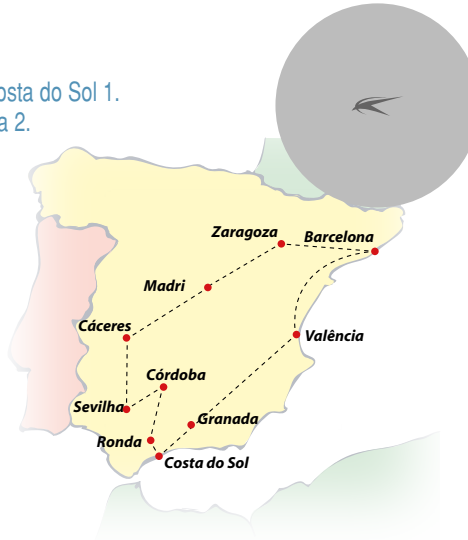 osta do Sol 1.
a 2.
Zaragoza
Barcelona
Madri
Cáceres
Valência
Córdoba
Sevilha
Granada
Ronda
Costa do Sol